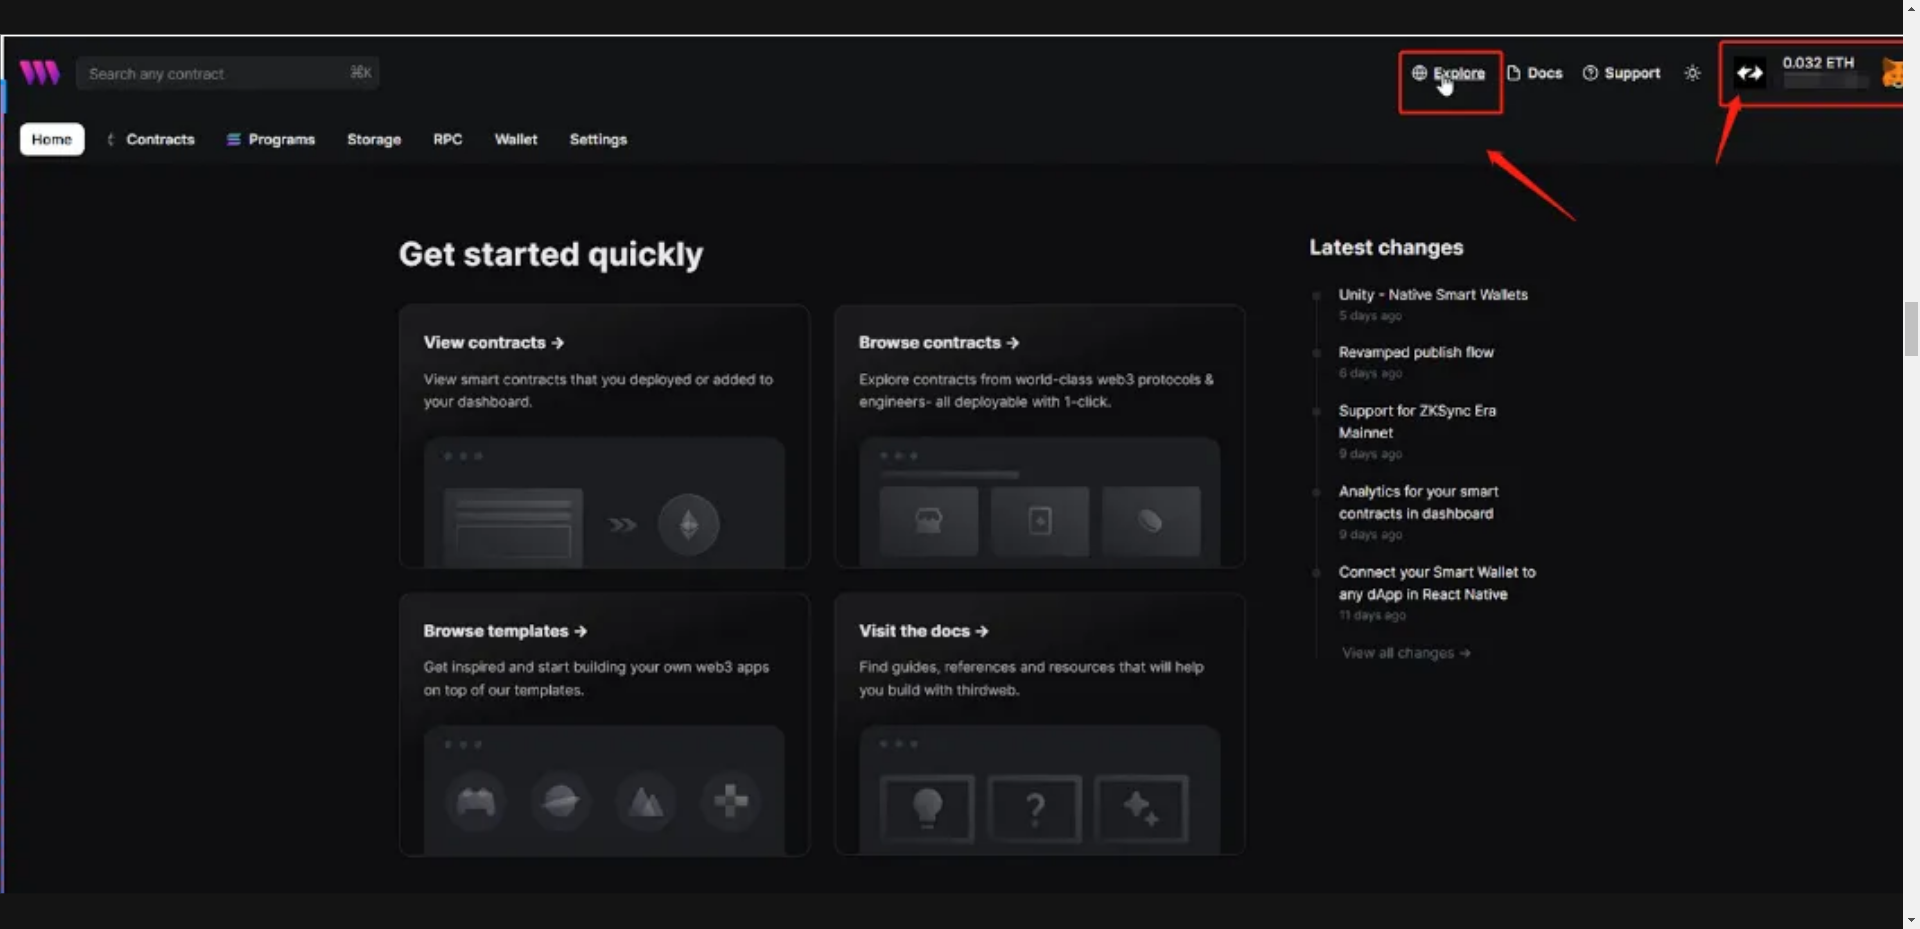 Search any contract
⌘K
Explore
Docs
Support
0.032 ETH
Home
Contracts
Programs
Storage
RPC
Wallet
Settings
Get started quickly
View contracts →
View smart contracts that you deployed or added to
your dashboard.
Browse contracts →
Explore contracts from world-class web3 protocols &
engineers- all deployable with 1-click.
Browse templates →
Get inspired and start building your own web3 apps
on top of our templates.
Visit the docs →
Find guides, references and resources that will help
you build with thirdweb.
Latest changes
Unity - Native Smart Wallets
5 days ago
Revamped publish flow
6 days ago
Support for ZKSync Era
Mainnet
9 days ago
Analytics for your smart
contracts in dashboard
9 days ago
Connect your Smart Wallet to
any dApp in React Native
11 days ago
View all changes →